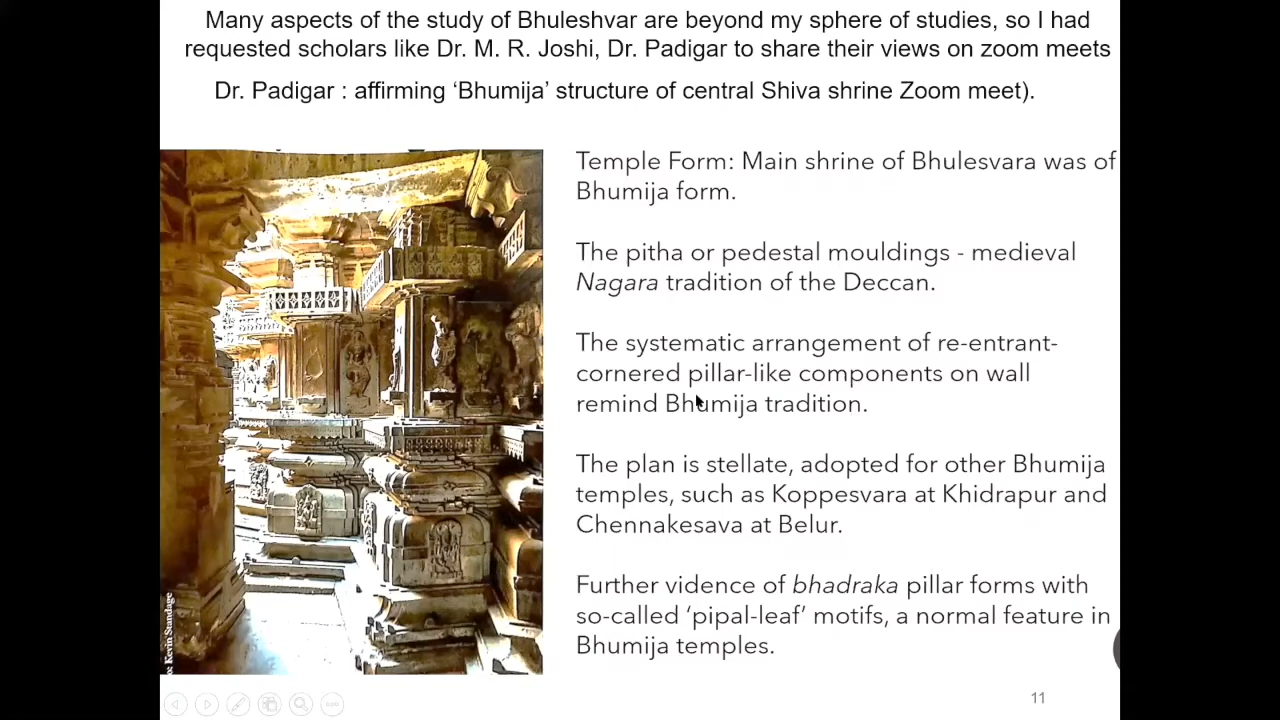 Many aspects of the study of Bhuleshvar are beyond my sphere of studies, so I had
requested scholars like Dr. M. R. Joshi, Dr. Padigar to share their views on zoom meets
Dr. Padigar : affirming ‘Bhumija’ structure of central Shiva shrine Zoom meet).
Temple Form: Main shrine of Bhulesvara was of
Bhumija form.
The pitha or pedestal mouldings - medieval
Nagara tradition of the Deccan.
The systematic arrangement of re-entrant-
cornered pillar-like components on wall
remind Bhumija tradition.
The plan is stellate, adopted for other Bhumija
temples, such as Koppesvara at Khidrapur and
Chennakesava at Belur.
Further vidence of bhadraka pillar forms with
so-called ‘pipal-leaf’ motifs, a normal feature in
Bhumija temples.
o: Kevin Standage
11